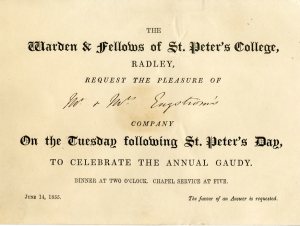 THE
Warden & Fellows of St. Peter's College,
RADLEY,
REQUEST THE PLEASURE OF
Mr. & Mrs. Engström's
COMPANY
On the Tuesday following St. Peter's Day,
TO CELEBRATE THE ANNUAL GAUDY.
DINNER AT TWO O'CLOCK. CHAPEL SERVICE AT FIVE.
JUNE 14, 1855. The favour of an Answer is requested.